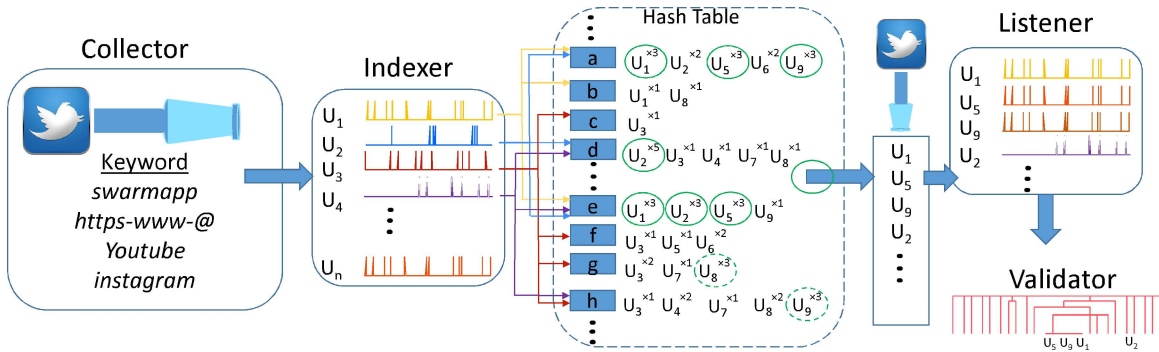 Collector
Keyword
swarmapp
https-www-@
Youtube
instagram
Indexer
U1
U2
U3
U4
Un
Hash Table
a U1×3 U2×2 U5×3 U6×2 U9×3
b U1×1 U8×1
c U3×1
d U2×5 U3×1 U4×1 U7×1 U8×1
e U1×3 U2×3 U5×3 U9×1
f U3×1 U5×1 U6×2
g U3×2 U7×1 U8×3
h U3×1 U4×2 U7×1 U8×2 U9×3
U1
U5
U9
U2
Listener
U1
U5
U9
U2
Validator
U5 U9 U1 U2